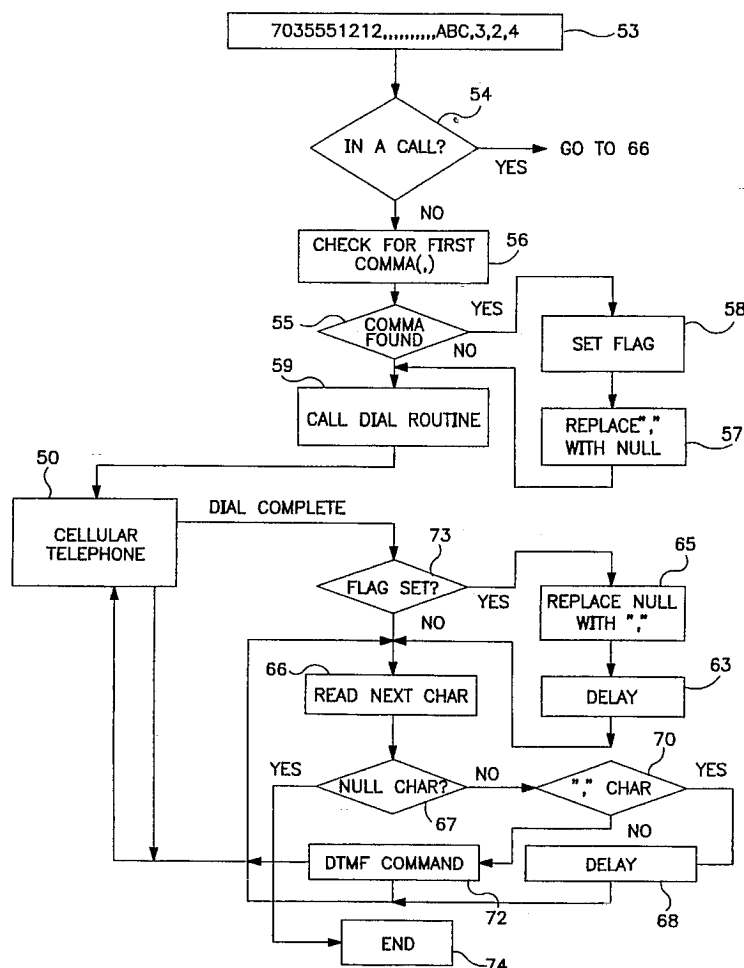 7035551212,,,,,,,,,,ABC,3,2,4
53
54
IN A CALL?
YES
GO TO 66
NO
CHECK FOR FIRST
COMMA(,)
56
55
COMMA
FOUND
YES
NO
58
SET FLAG
59
CALL DIAL ROUTINE
REPLACE","
WITH NULL
57
50
CELLULAR
TELEPHONE
DIAL COMPLETE
73
FLAG SET?
YES
NO
65
REPLACE NULL
WITH ","
66
READ NEXT CHAR
DELAY
63
YES
NULL CHAR?
NO
67
70
"," CHAR
YES
NO
DTMF COMMAND
72
DELAY
68
END
74